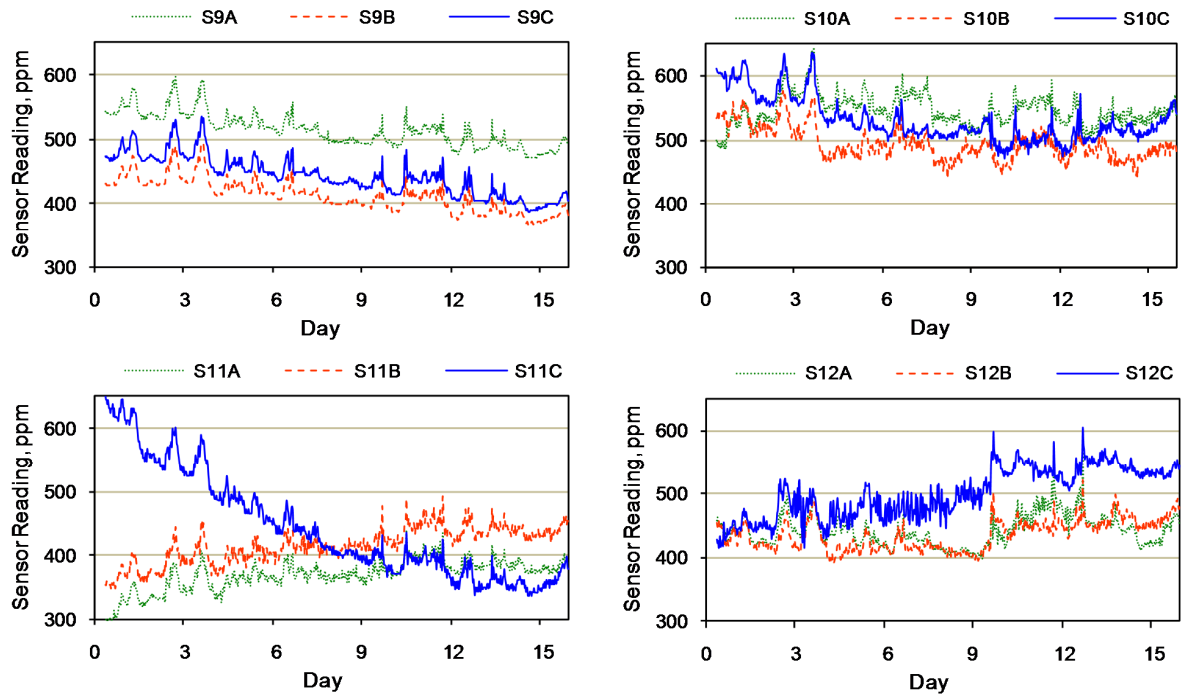 S9A S9B S9C
Sensor Reading, ppm
600
500
400
300
0 3 6 9 12 15
Day
S10A S10B S10C
Sensor Reading, ppm
600
500
400
300
0 3 6 9 12 15
Day
S11A S11B S11C
Sensor Reading, ppm
600
500
400
300
0 3 6 9 12 15
Day
S12A S12B S12C
Sensor Reading, ppm
600
500
400
300
0 3 6 9 12 15
Day